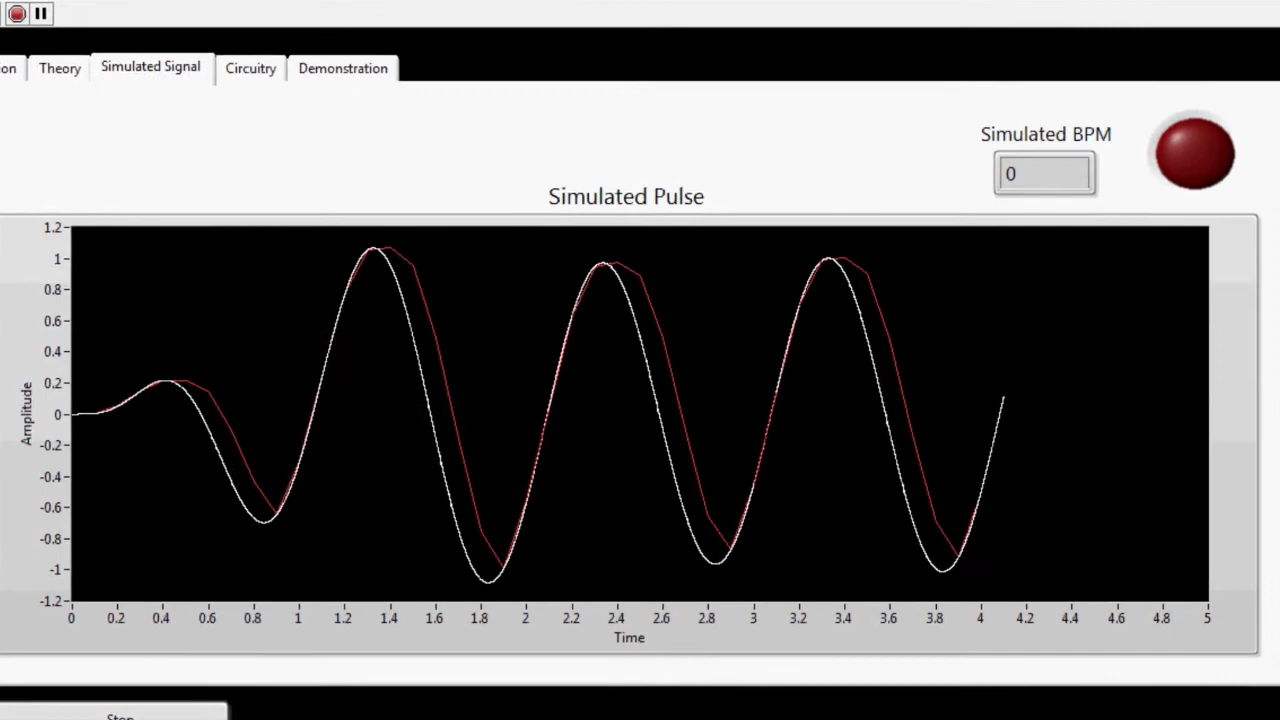 on Theory Simulated Signal Circuitry Demonstration
Simulated BPM
0
Simulated Pulse
1.2
1
0.8
0.6
0.4
0.2
0
-0.2
-0.4
-0.6
-0.8
-1
-1.2
Amplitude
0 0.2 0.4 0.6 0.8 1 1.2 1.4 1.6 1.8 2 2.2 2.4 2.6 2.8 3 3.2 3.4 3.6 3.8 4 4.2 4.4 4.6 4.8 5
Time
Stop